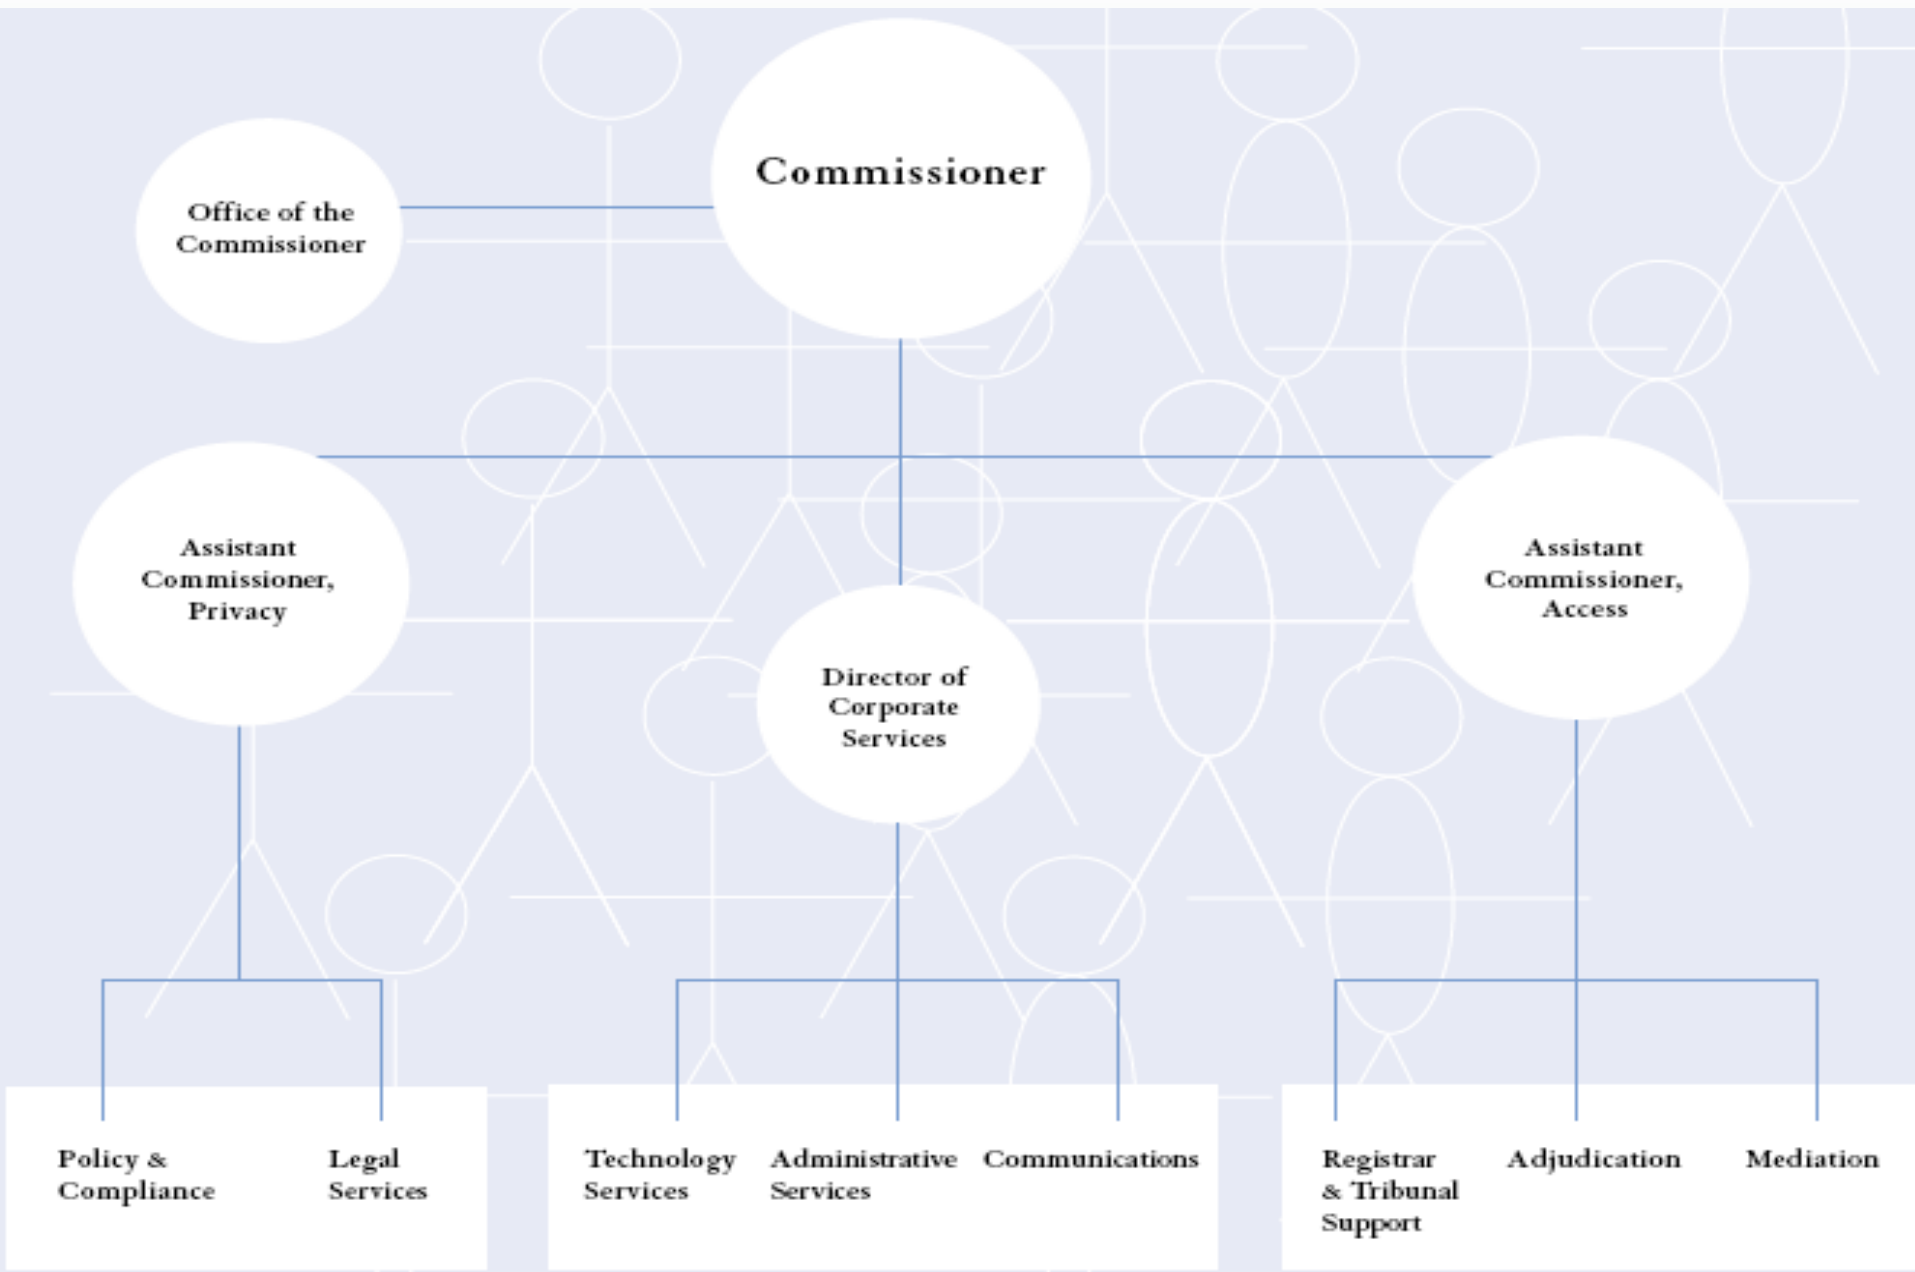 Commissioner
Office of the
Commissioner
Assistant
Commissioner,
Privacy
Director of
Corporate
Services
Assistant
Commissioner,
Access
Policy &
Compliance
Legal
Services
Technology
Services
Administrative
Services
Communications
Registrar
& Tribunal
Support
Adjudication
Mediation